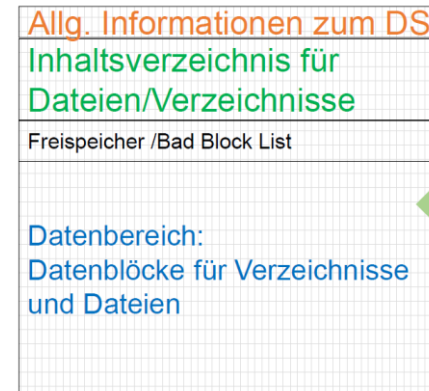 Allg. Informationen zum DS
Inhaltsverzeichnis für
Dateien/Verzeichnisse
Freispeicher /Bad Block List
Datenbereich:
Datenblöcke für Verzeichnisse
und Dateien